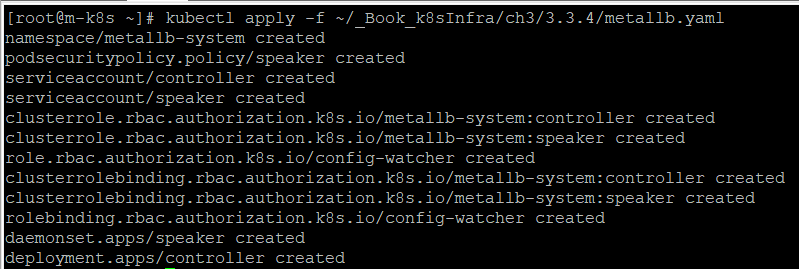 [root@m-k8s ~]# kubectl apply -f ~/_Book_k8sInfra/ch3/3.3.4/metallb.yaml
namespace/metallb-system created
podsecuritypolicy.policy/speaker created
serviceaccount/controller created
serviceaccount/speaker created
clusterrole.rbac.authorization.k8s.io/metallb-system:controller created
clusterrole.rbac.authorization.k8s.io/metallb-system:speaker created
role.rbac.authorization.k8s.io/config-watcher created
clusterrolebinding.rbac.authorization.k8s.io/metallb-system:controller created
clusterrolebinding.rbac.authorization.k8s.io/metallb-system:speaker created
rolebinding.rbac.authorization.k8s.io/config-watcher created
daemonset.apps/speaker created
deployment.apps/controller created